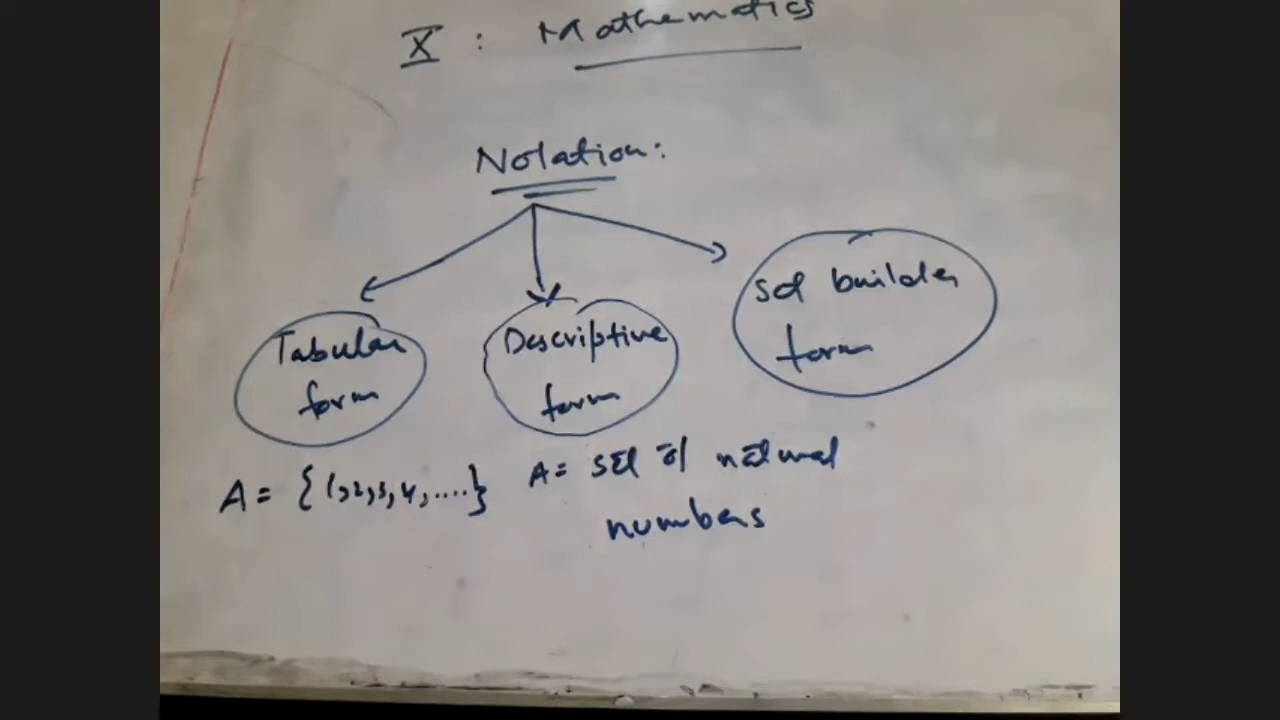 X : Mathematics
Notation:
Tabular
form
Descriptive
form
Set builder
form
A = {1,2,3,4,....}
A = set of natural
numbers